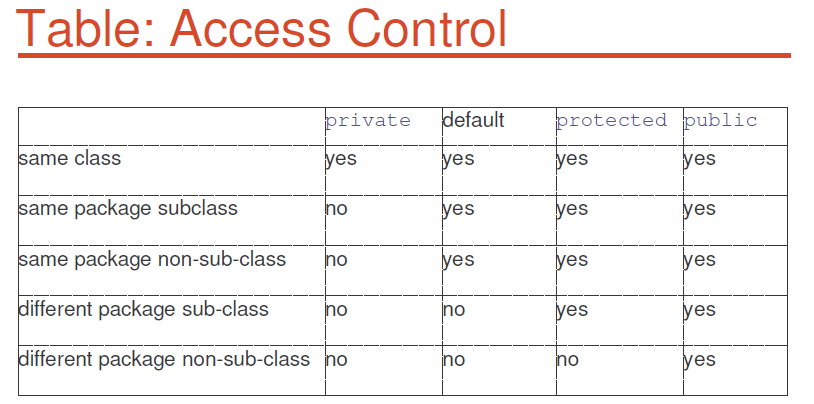 Table: Access Control
private default protected public
same class yes yes yes yes
same package subclass no yes yes yes
same package non-sub-class no yes yes yes
different package sub-class no no yes yes
different package non-sub-class no no no yes